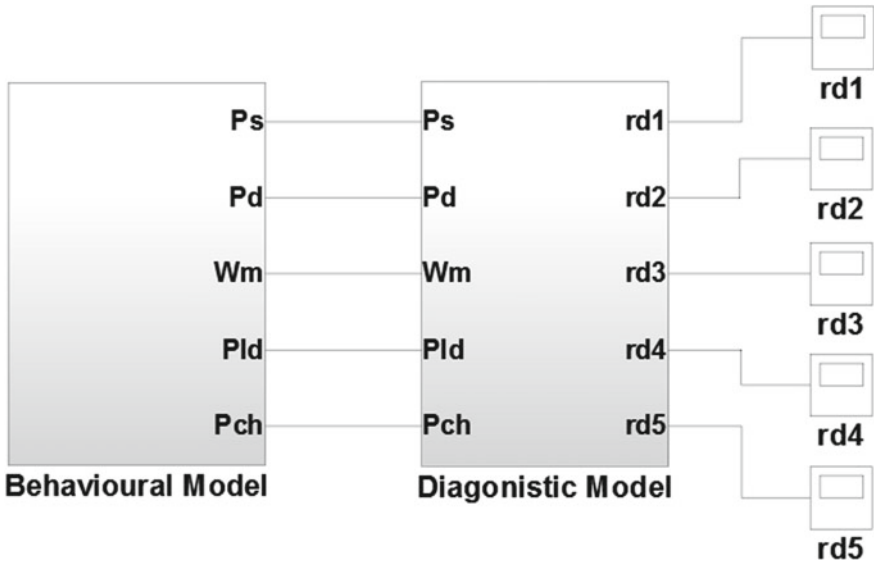 rd1
Ps Ps rd1
rd2
Pd Pd rd2
Wm Wm rd3
rd3
Pld Pld rd4
rd4
Pch Pch rd5
Behavioural Model Diagonistic Model
rd5